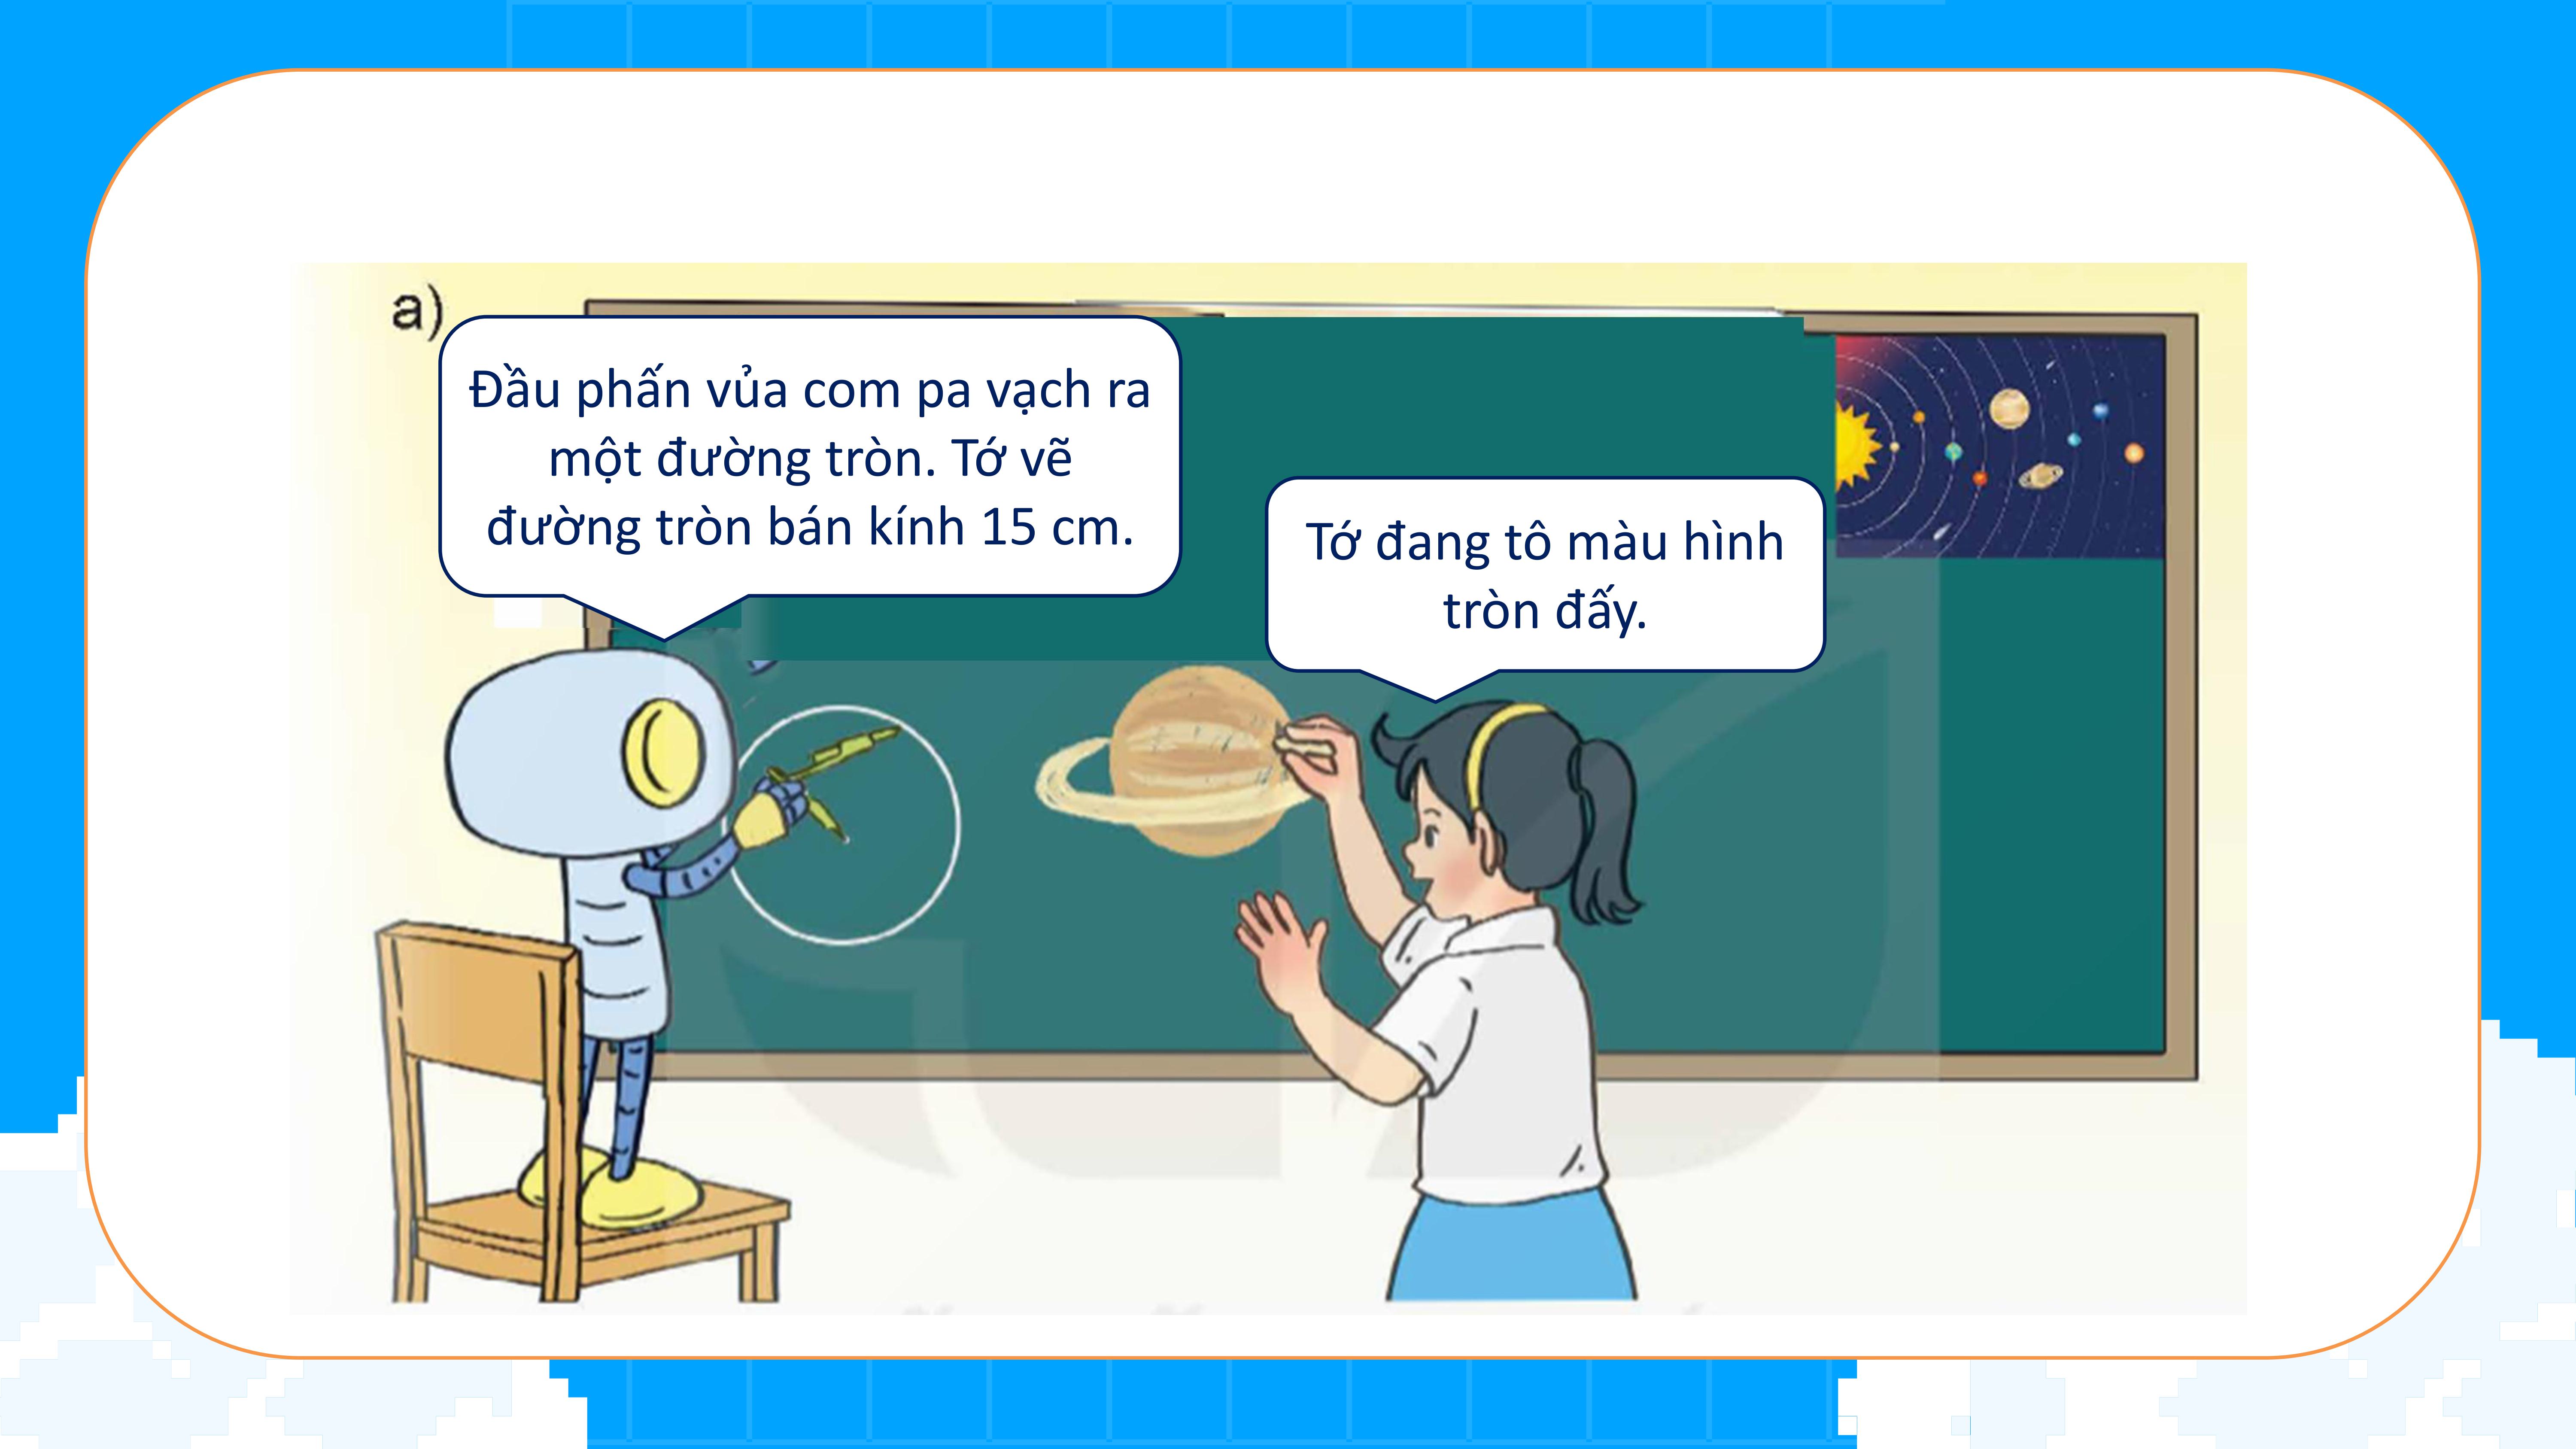 a)
Đầu phấn vủa com pa vạch ra
một đường tròn. Tớ vẽ
đường tròn bán kính 15 cm.
Tớ đang tô màu hình
tròn đấy.